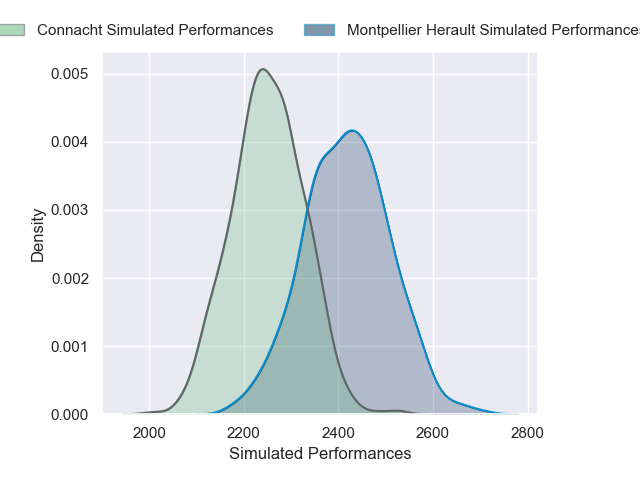 Connacht Simulated Performances
Montpellier Herault Simulated Performances
0.005
0.004
0.003
0.002
0.001
0.000
Density
2000
2200
2400
2600
2800
Simulated Performances